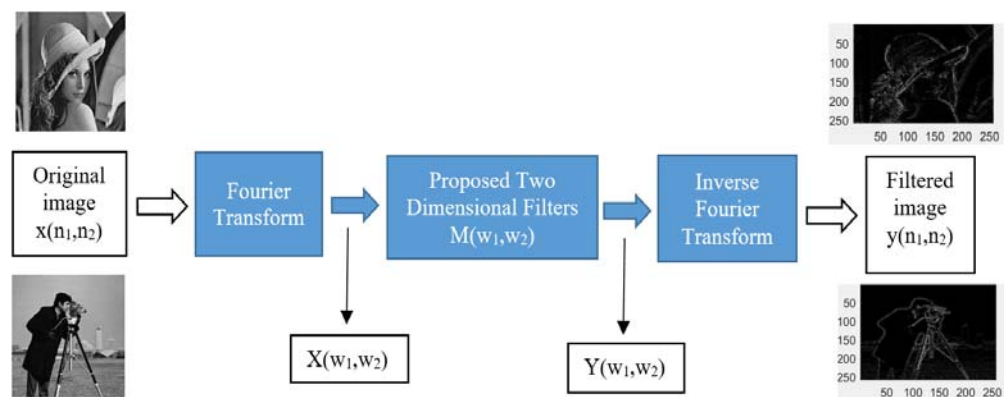 50
100
150
200
250
50 100 150 200 250
Original
image
x(n₁,n₂)
Fourier
Transform
Proposed Two
Dimensional Filters
M(w₁,w₂)
Inverse
Fourier
Transform
Filtered
image
y(n₁,n₂)
X(w₁,w₂)
Y(w₁,w₂)
50
100
150
200
250
50 100 150 200 250